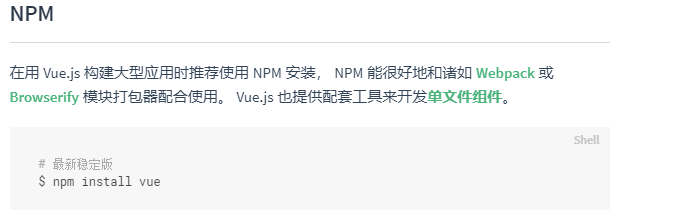 NPM
在用 Vue.js 构建大型应用时推荐使用 NPM 安装， NPM 能很好地和诸如 Webpack 或
Browserify 模块打包器配合使用。 Vue.js 也提供配套工具来开发单文件组件。
Shell
# 最新稳定版
$ npm install vue